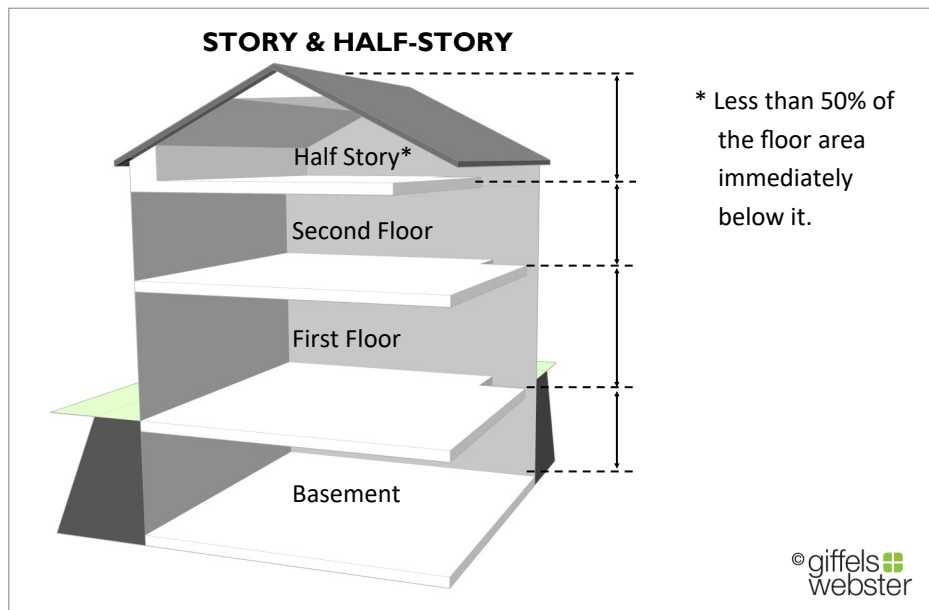 STORY & HALF-STORY
Half Story*
Second Floor
First Floor
Basement
* Less than 50% of
the floor area
immediately
below it.
© giffels
webster